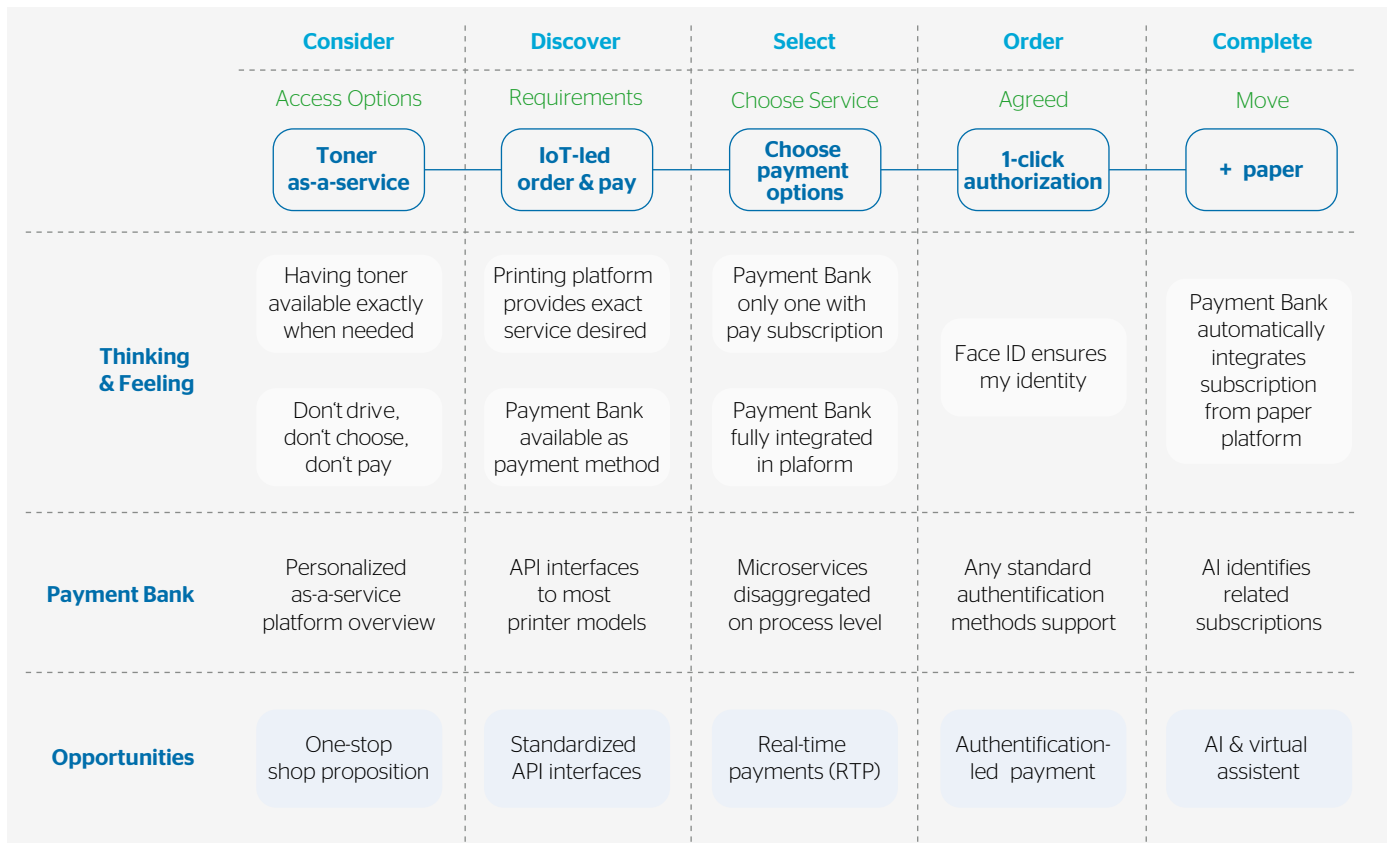 Consider
Discover
Select
Order
Complete
Access Options
Requirements
Choose Service
Agreed
Move
Toner
as-a-service
IoT-led
order & pay
Choose
payment
options
1-click
authorization
+ paper
Thinking
& Feeling
Having toner
available exactly
when needed
Printing platform
provides exact
service desired
Payment Bank
only one with
pay subscription
Face ID ensures
my identity
Payment Bank
automatically
integrates
subscription
from paper
platform
Don't drive,
don't choose,
don't pay
Payment Bank
available as
payment method
Payment Bank
fully integrated
in plaform
Payment Bank
Personalized
as-a-service
platform overview
API interfaces
to most
printer models
Microservices
disaggregated
on process level
Any standard
authentification
methods support
AI identifies
related
subscriptions
Opportunities
One-stop
shop proposition
Standardized
API interfaces
Real-time
payments (RTP)
Authentification-
led payment
AI & virtual
assistent